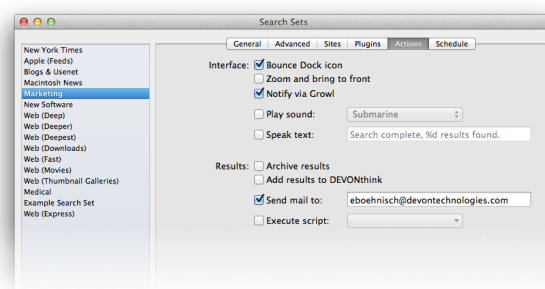 Search Sets
General Advanced Sites Plugins Actions Schedule
New York Times
Apple (Feeds)
Blogs & Usenet
Macintosh News
Marketing
New Software
Web (Deep)
Web (Deeper)
Web (Deepest)
Web (Downloads)
Web (Fast)
Web (Movies)
Web (Thumbnail Galleries)
Medical
Example Search Set
Web (Express)
Interface: Bounce Dock icon
Zoom and bring to front
Notify via Growl
Play sound: Submarine
Speak text: Search complete, %d results found.
Results: Archive results
Add results to DEVONthink
Send mail to: eboehnisch@devontechnologies.com
Execute script: